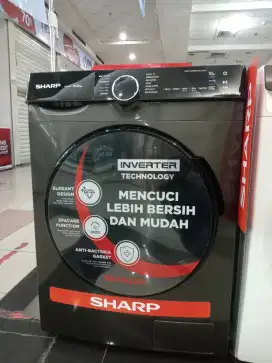 SHARP
INVERTER
TECHNOLOGY
ELEGANT
DESIGN
MENCUCI
LEBIH BERSIH
DAN MUDAH
SPACARE
FUNCTION
ANTI-BACTERIA
GASKET
SHARP